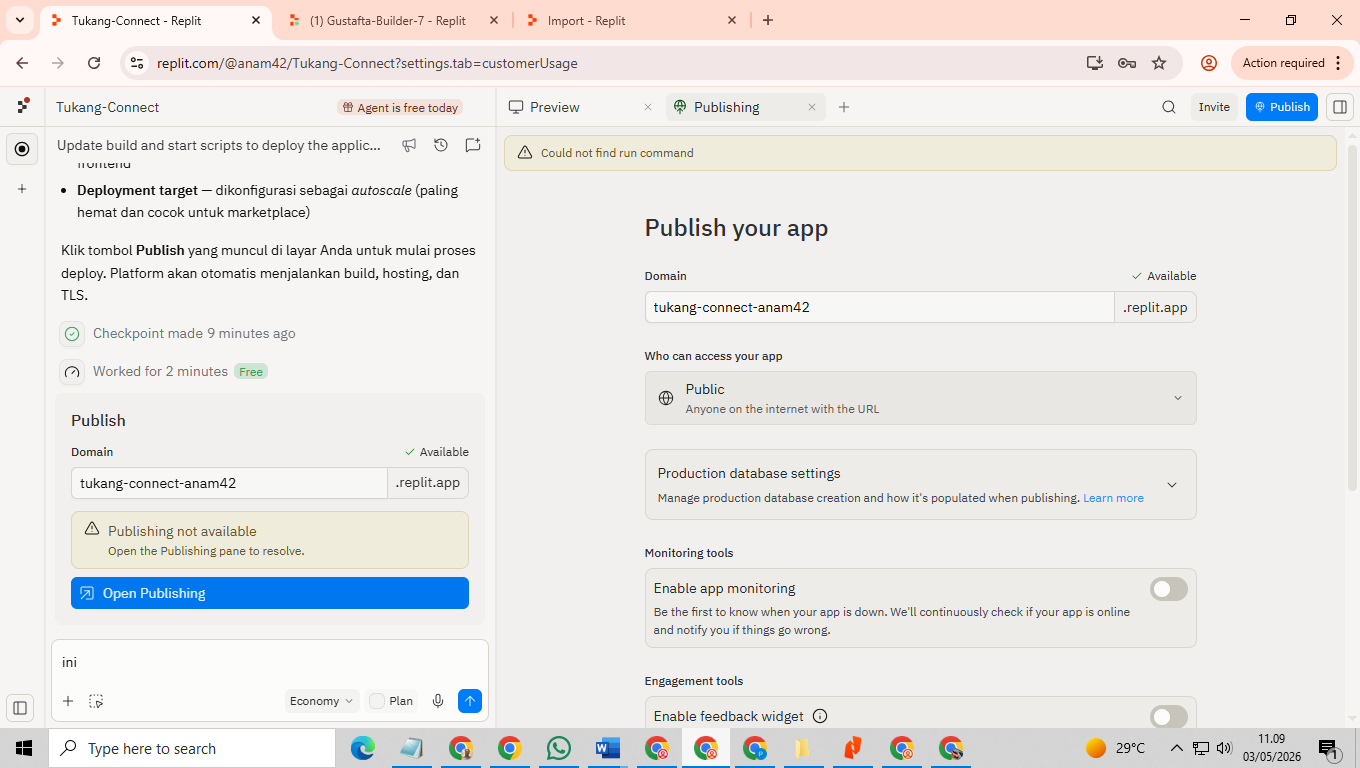 Tukang-Connect - Replit
(1) Gustafta-Builder-7 - Replit
Import - Replit
replit.com/@anam42/Tukang-Connect?settings.tab=customerUsage
Action required
Tukang-Connect
Agent is free today
Preview
Publishing
Invite
Publish
Update build and start scripts to deploy the applic...
frontend
• Deployment target — dikonfigurasi sebagai autoscale (paling
hemat dan cocok untuk marketplace)
Klik tombol Publish yang muncul di layar Anda untuk mulai proses
deploy. Platform akan otomatis menjalankan build, hosting, dan
TLS.
Checkpoint made 9 minutes ago
Worked for 2 minutes Free
Publish
Domain
Available
tukang-connect-anam42
.replit.app
Publishing not available
Open the Publishing pane to resolve.
Open Publishing
ini
Economy
Plan
Could not find run command
Publish your app
Domain
Available
tukang-connect-anam42
.replit.app
Who can access your app
Public
Anyone on the internet with the URL
Production database settings
Manage production database creation and how it's populated when publishing. Learn more
Monitoring tools
Enable app monitoring
Be the first to know when your app is down. We'll continuously check if your app is online
and notify you if things go wrong.
Engagement tools
Enable feedback widget
Type here to search
29°C
11.09
03/05/2026
1